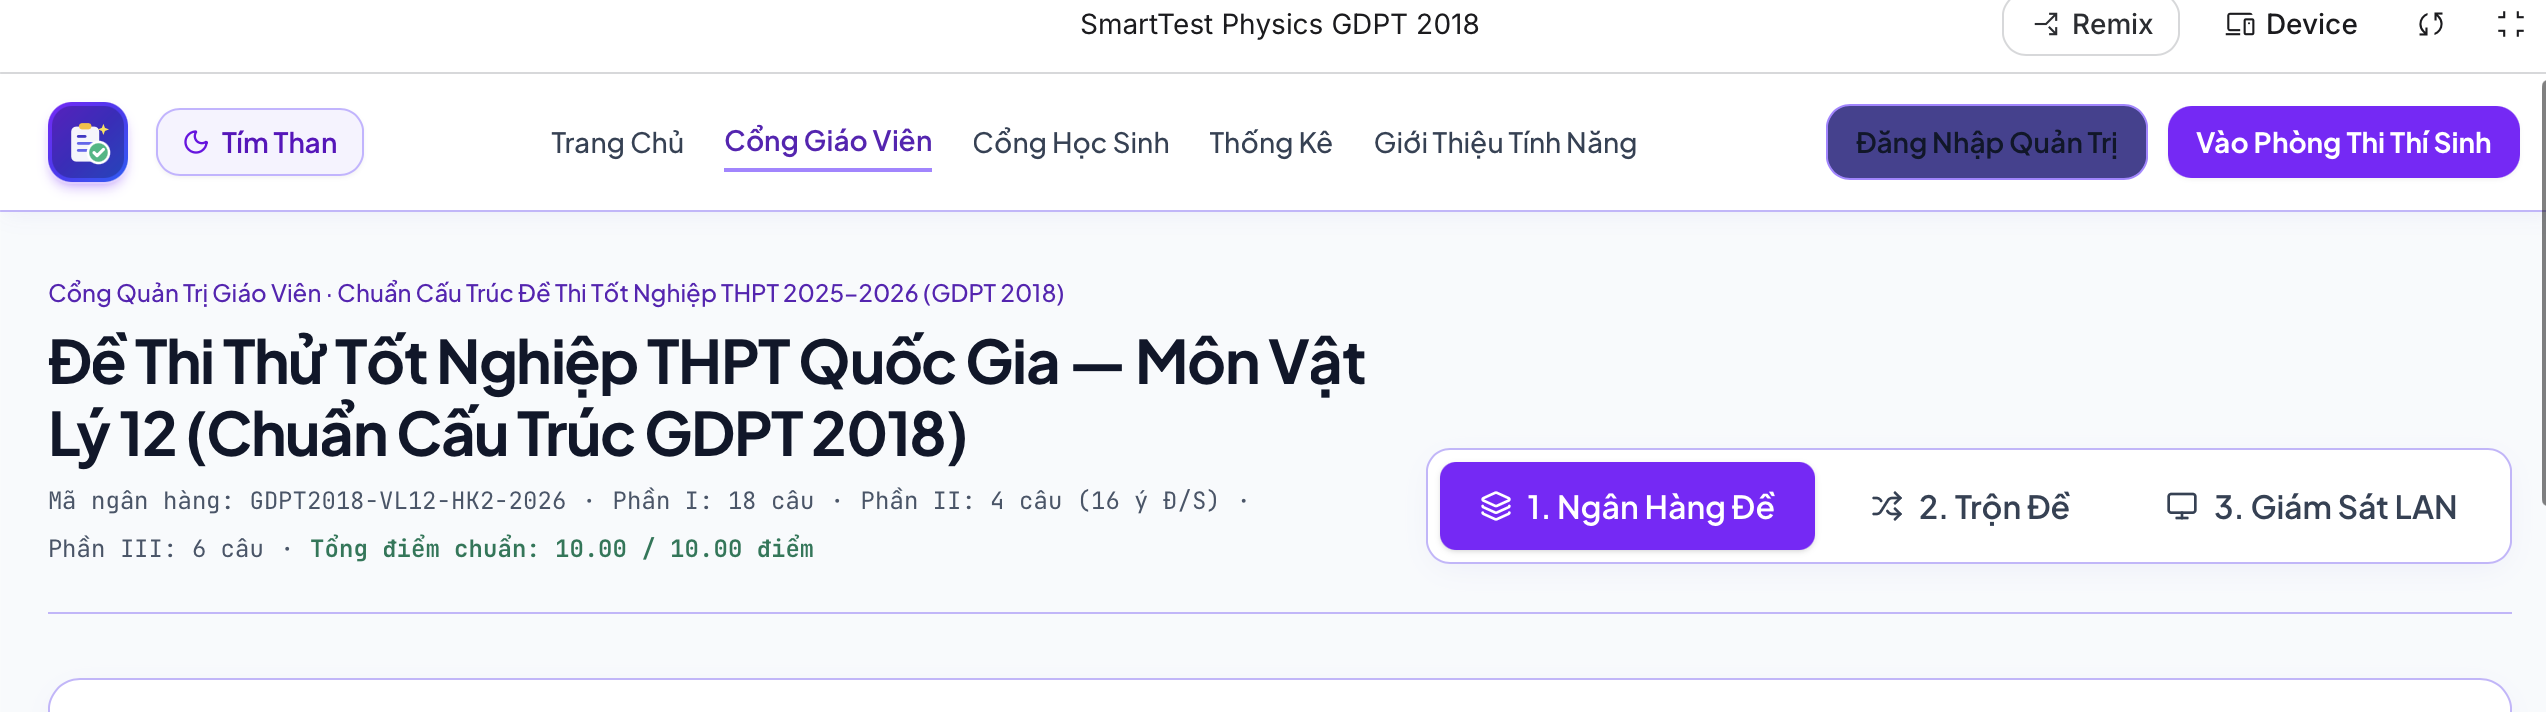 SmartTest Physics GDPT 2018
Remix
Device
Tím Than
Trang Chủ
Cổng Giáo Viên
Cổng Học Sinh
Thống Kê
Giới Thiệu Tính Năng
Đăng Nhập Quản Trị
Vào Phòng Thi Thí Sinh
Cổng Quản Trị Giáo Viên · Chuẩn Cấu Trúc Đề Thi Tốt Nghiệp THPT 2025–2026 (GDPT 2018)
Đề Thi Thử Tốt Nghiệp THPT Quốc Gia — Môn Vật
Lý 12 (Chuẩn Cấu Trúc GDPT 2018)
Mã ngân hàng: GDPT2018-VL12-HK2-2026 · Phần I: 18 câu · Phần II: 4 câu (16 ý Đ/S) ·
Phần III: 6 câu · Tổng điểm chuẩn: 10.00 / 10.00 điểm
1. Ngân Hàng Đề
2. Trộn Đề
3. Giám Sát LAN